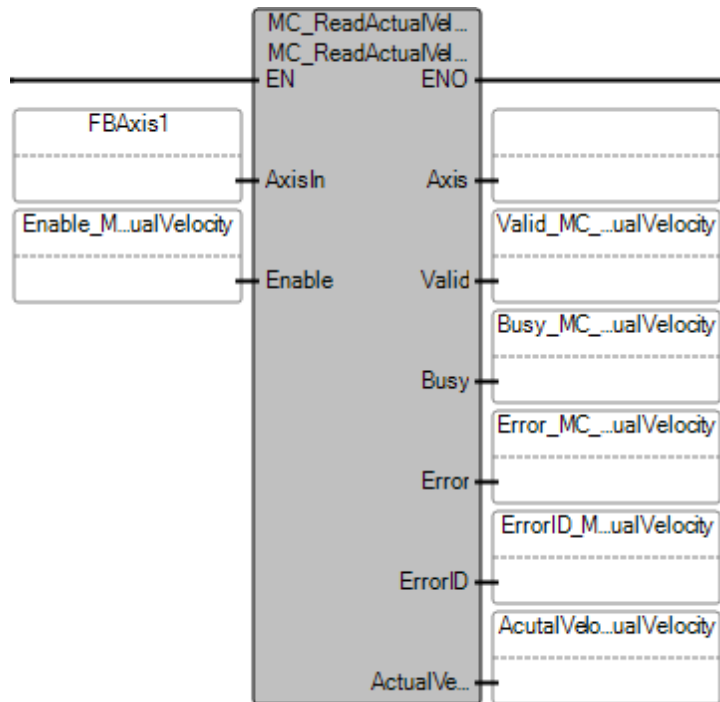 MC_ReadActualVel...
MC_ReadActualVel...
EN ENO
FBAxis1
AxisIn Axis
Enable_M...ualVelocity Valid_MC_...ualVelocity
Enable Valid
Busy_MC_...ualVelocity
Busy
Error_MC_...ualVelocity
Error
ErrorID_M...ualVelocity
ErrorID
AcutalVelo...ualVelocity
ActualVe...